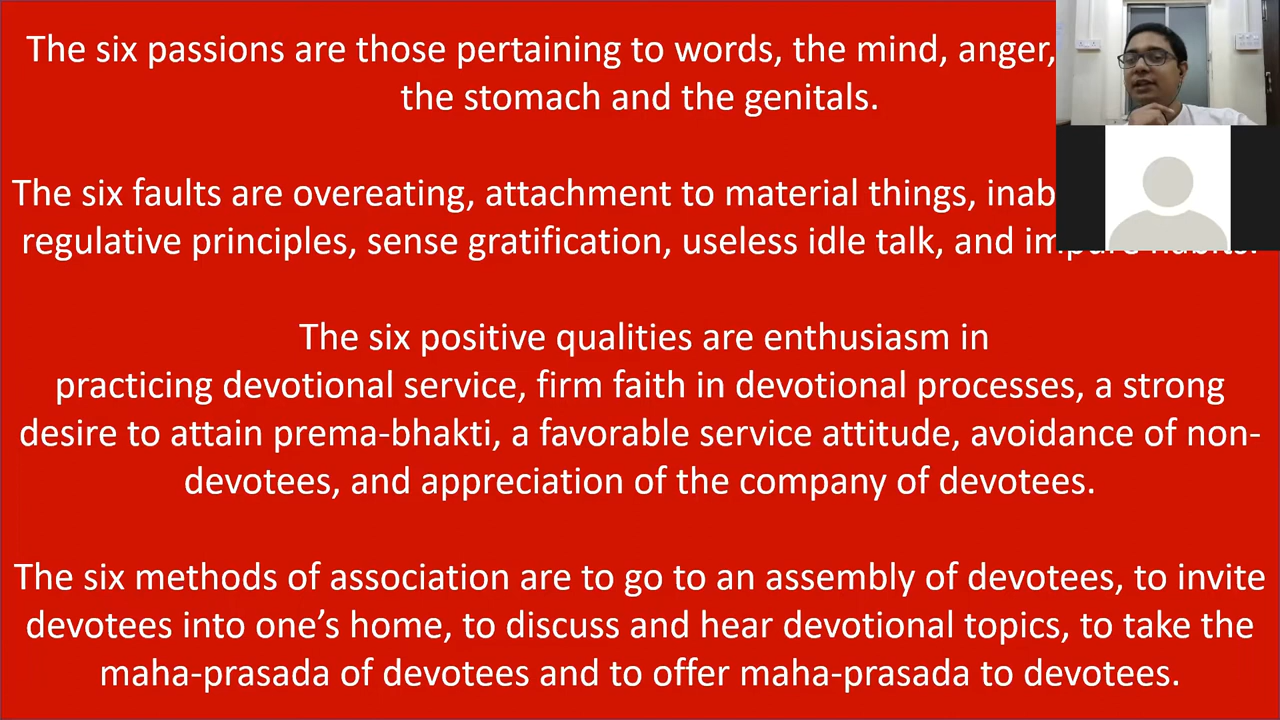 The six passions are those pertaining to words, the mind, anger,
the stomach and the genitals.
The six faults are overeating, attachment to material things,
regulative principles, sense gratification, useless idle talk, and
The six positive qualities are enthusiasm in
practicing devotional service, firm faith in devotional processes, a strong
desire to attain prema-bhakti, a favorable service attitude, avoidance of non-
devotees, and appreciation of the company of devotees.
The six methods of association are to go to an assembly of devotees, to invite
devotees into one’s home, to discuss and hear devotional topics, to take the
maha-prasada of devotees and to offer maha-prasada to devotees.